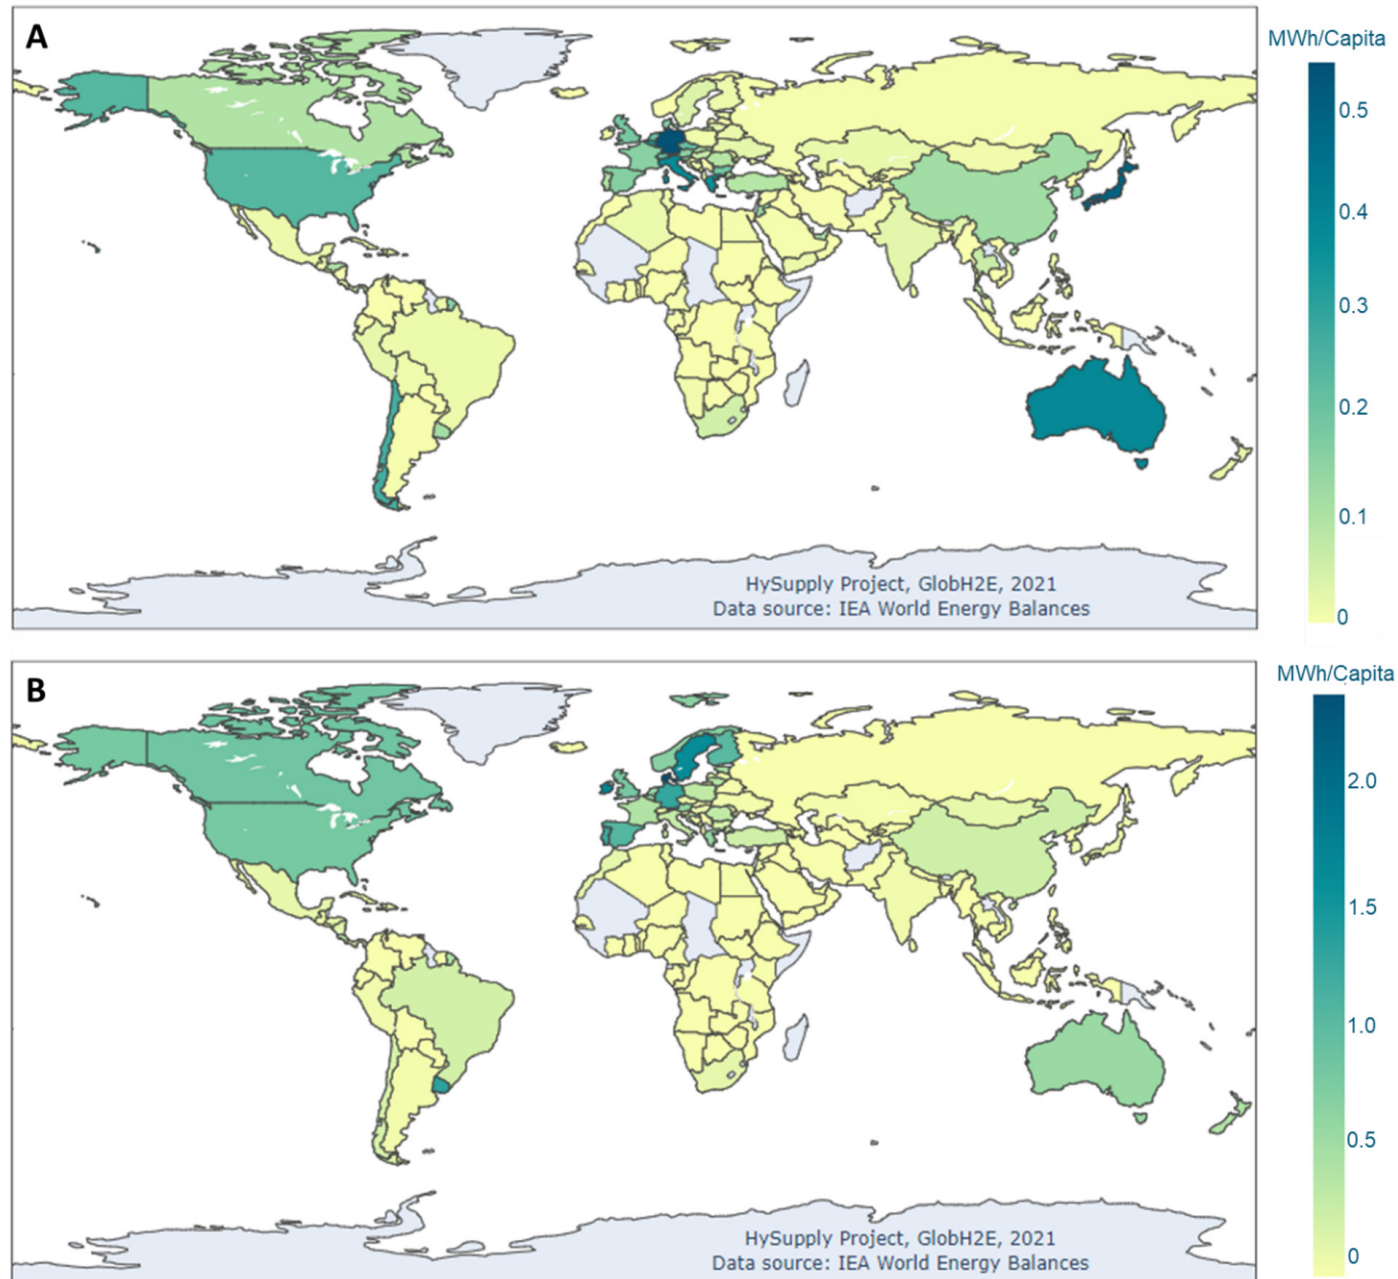 A
MWh/Capita
0.5
0.4
0.3
0.2
0.1
0
HySupply Project, GlobH2E, 2021
Data source: IEA World Energy Balances
B
MWh/Capita
2.0
1.5
1.0
0.5
0
HySupply Project, GlobH2E, 2021
Data source: IEA World Energy Balances